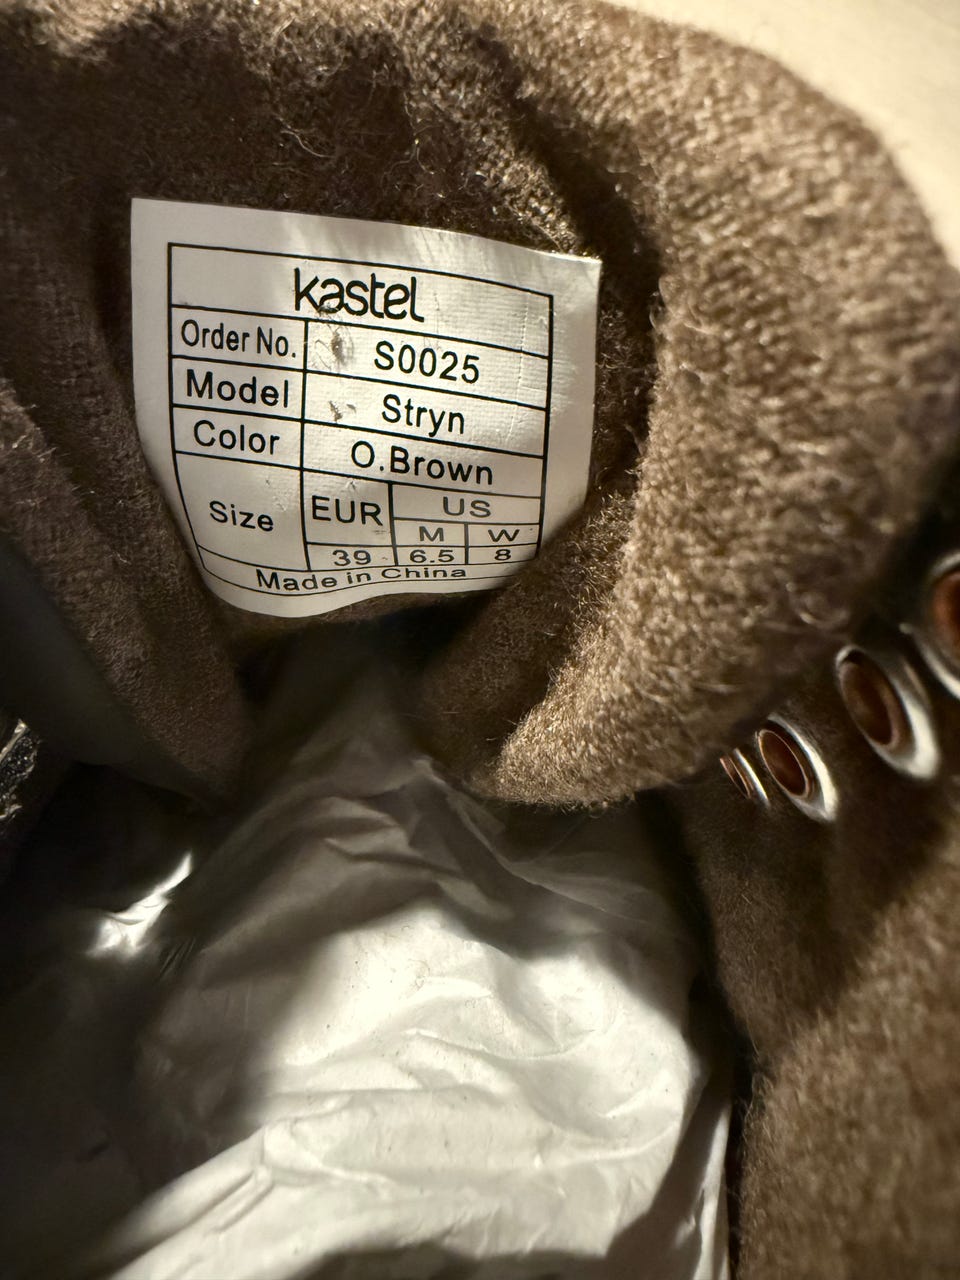 kastel
Order No. S0025
Model Stryn
Color O.Brown
Size EUR US
M W
39 6.5 8
Made in China